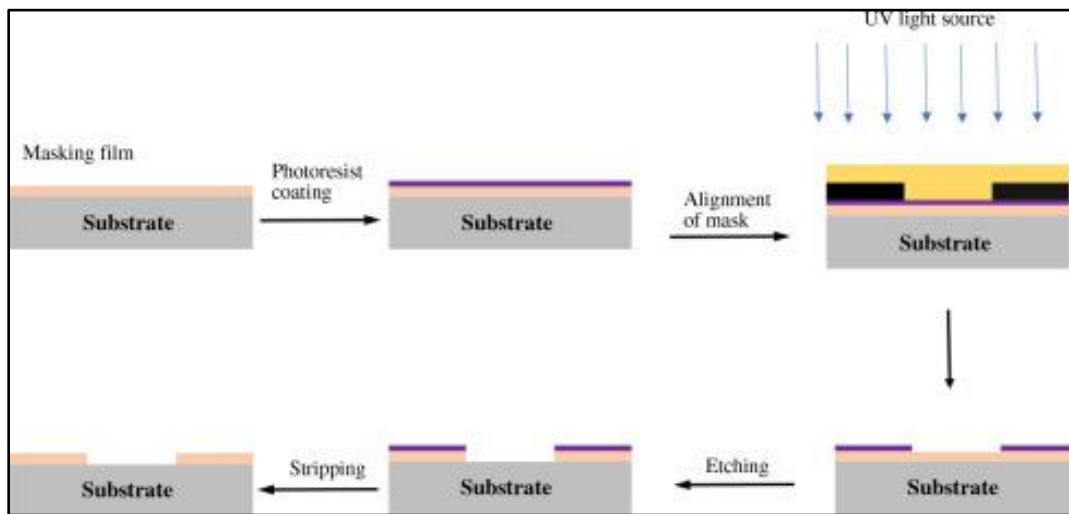 UV light source
Masking film
Photoresist
coating
Substrate
Substrate
Alignment
of mask
Substrate
Stripping
Etching
Substrate
Substrate
Substrate